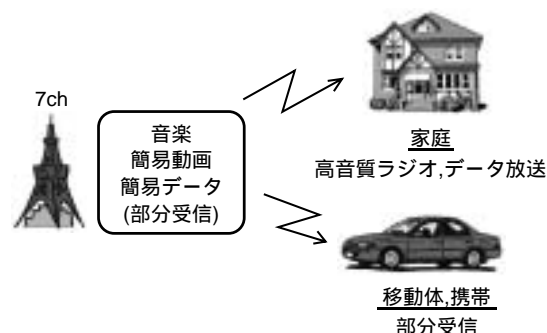 7ch
音楽
簡易動画
簡易データ
(部分受信)
家庭
高音質ラジオ,データ放送
移動体,携帯
部分受信